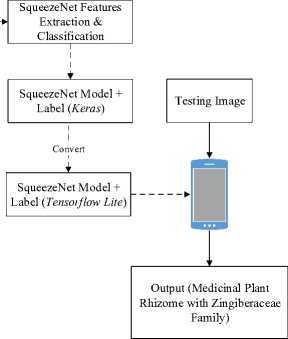 SqueezeNet Features
Extraction &
Classification
SqueezeNet Model +
Label (Keras)
Testing Image
Convert
SqueezeNet Model +
Label (Tensorflow Lite)
Output (Medicinal Plant
Rhizome with Zingiberaceae
Family)